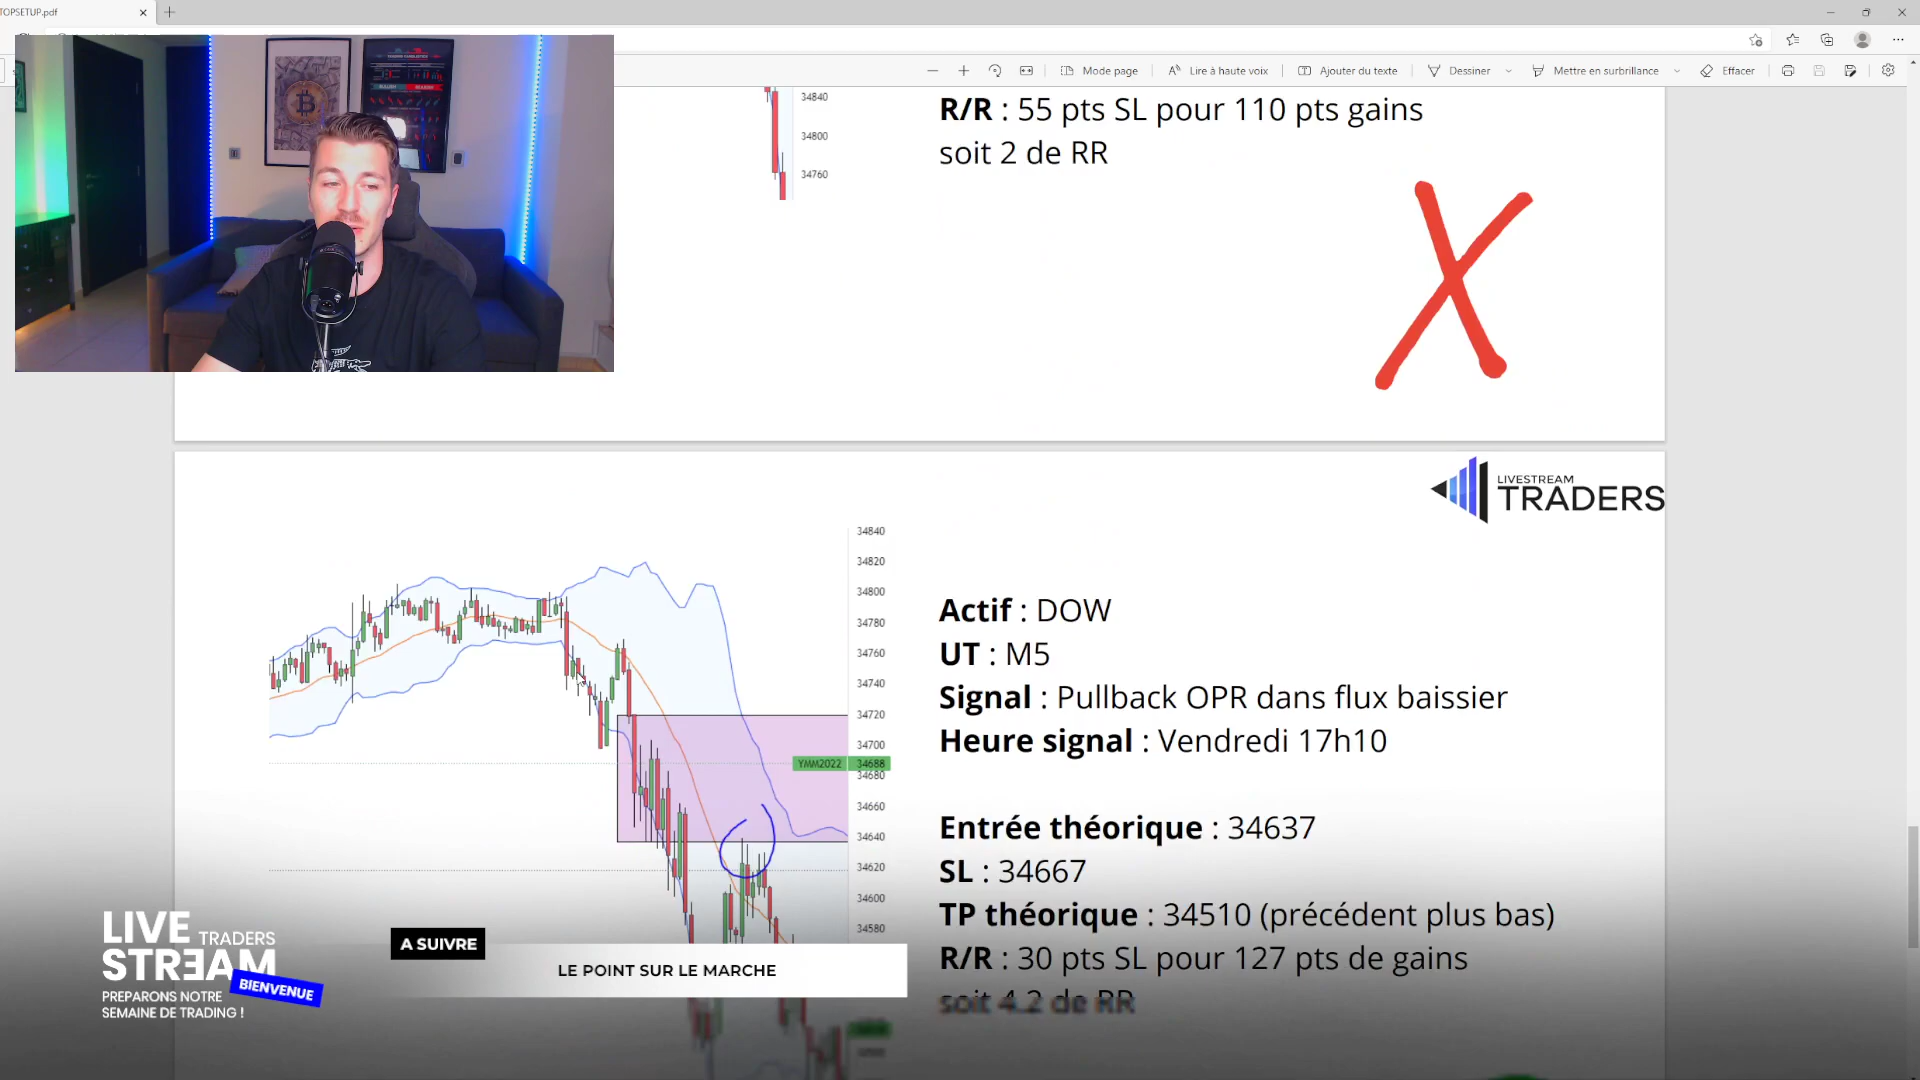 TOPSETUP.pdf
Mode page
Lire à haute voix
Ajouter du texte
Dessiner
Mettre en surbrillance
Effacer
34840
34800
34760
R/R : 55 pts SL pour 110 pts gains
soit 2 de RR
LIVESTREAM
TRADERS
34840
34820
34800
34780
34760
34740
34720
34700
YMM2022 34688
34680
34660
34640
34620
34600
34580
Actif : DOW
UT : M5
Signal : Pullback OPR dans flux baissier
Heure signal : Vendredi 17h10
Entrée théorique : 34637
SL : 34667
TP théorique : 34510 (précédent plus bas)
R/R : 30 pts SL pour 127 pts de gains
soit 4.2 de RR
LIVE TRADERS
STREAM
BIENVENUE
PREPARONS NOTRE
SEMAINE DE TRADING !
A SUIVRE
LE POINT SUR LE MARCHE